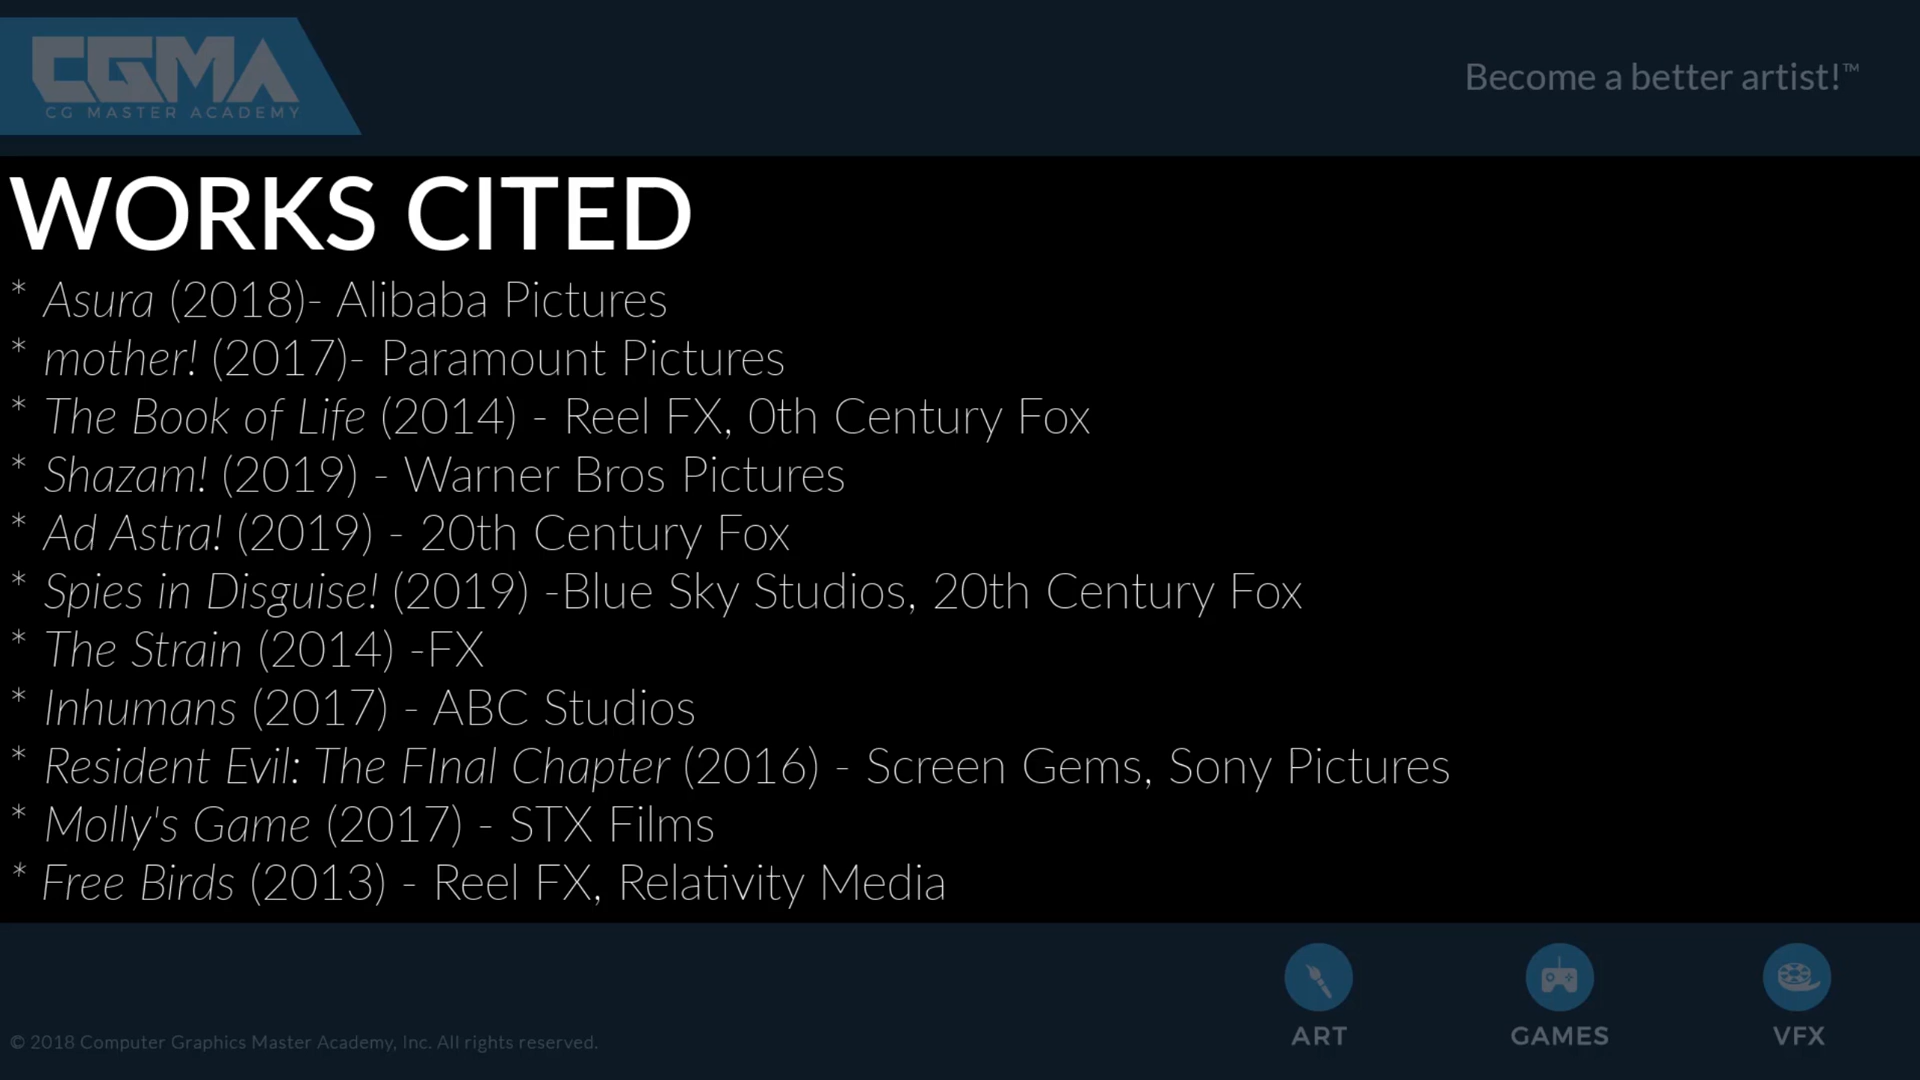 CGMA
CG MASTER ACADEMY
Become a better artist!™
WORKS CITED
* Asura (2018)- Alibaba Pictures
* mother! (2017)- Paramount Pictures
* The Book of Life (2014) - Reel FX, 0th Century Fox
* Shazam! (2019) - Warner Bros Pictures
* Ad Astra! (2019) - 20th Century Fox
* Spies in Disguise! (2019) -Blue Sky Studios, 20th Century Fox
* The Strain (2014) -FX
* Inhumans (2017) - ABC Studios
* Resident Evil: The FInal Chapter (2016) - Screen Gems, Sony Pictures
* Molly's Game (2017) - STX Films
* Free Birds (2013) - Reel FX, Relativity Media
ART GAMES VFX
© 2018 Computer Graphics Master Academy, Inc. All rights reserved.